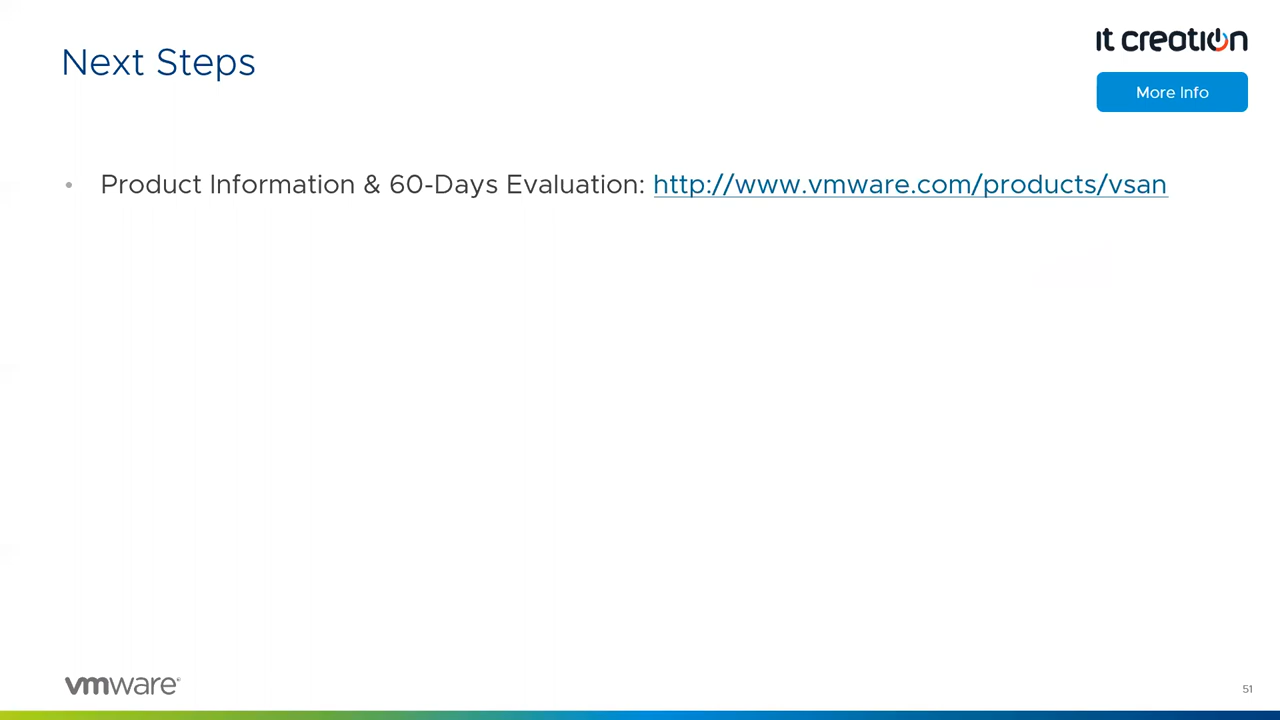 Next Steps
it creation
More Info
• Product Information & 60-Days Evaluation: http://www.vmware.com/products/vsan
vmware®
51